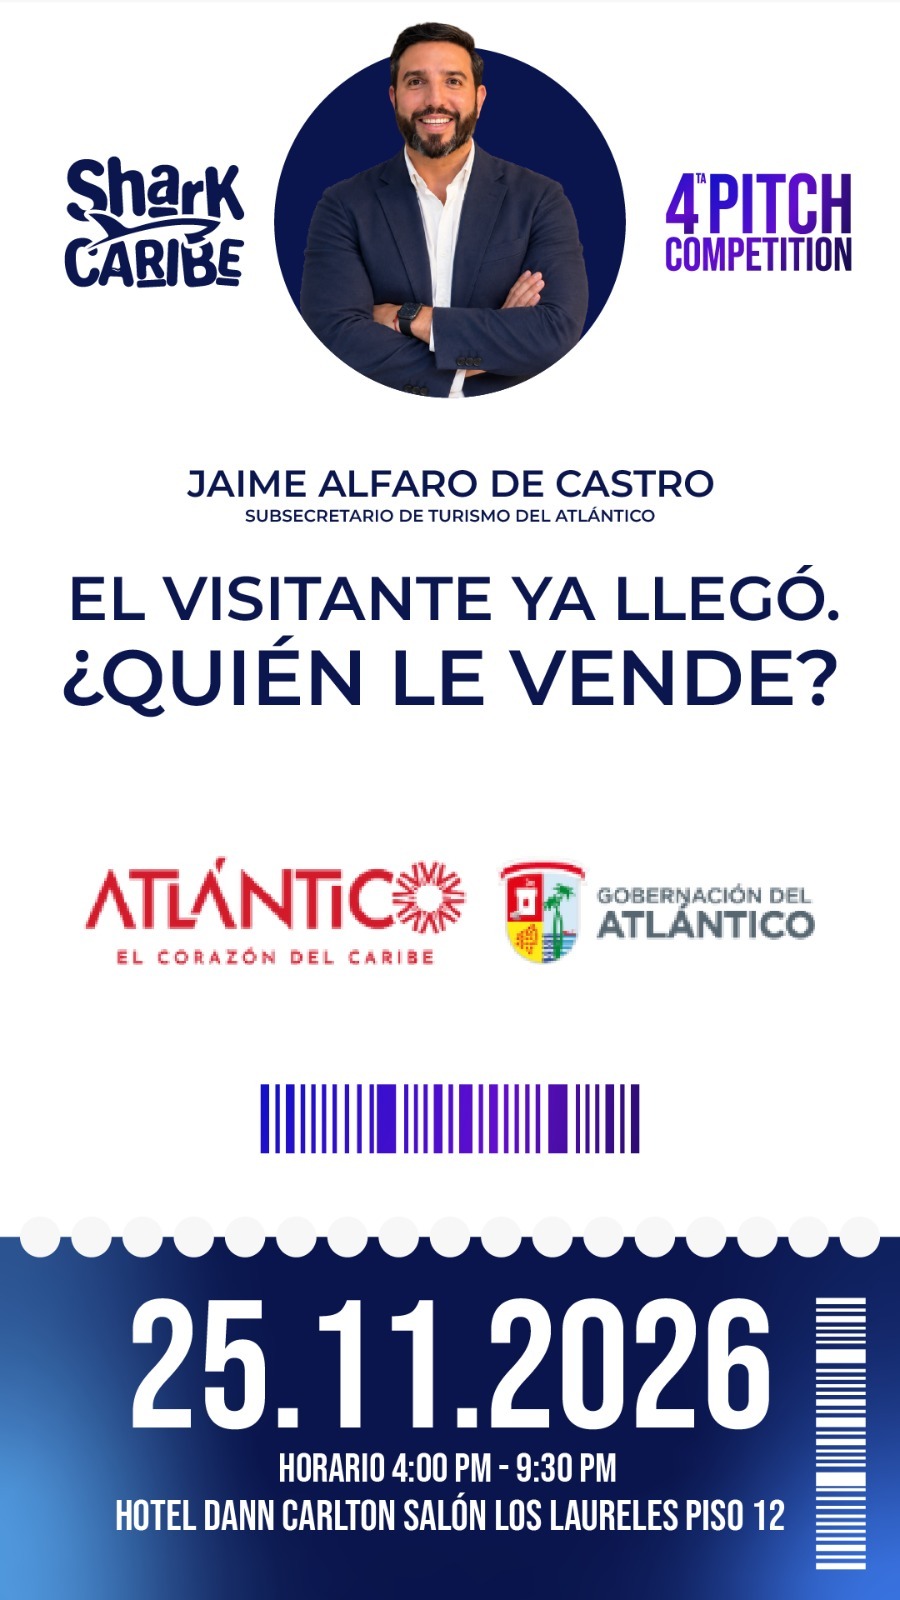 Shark
CARIBE
4TA PITCH
COMPETITION
JAIME ALFARO DE CASTRO
SUBSECRETARIO DE TURISMO DEL ATLÁNTICO
EL VISITANTE YA LLEGÓ.
¿QUIÉN LE VENDE?
ATLÁNTICO
EL CORAZÓN DEL CARIBE
GOBERNACIÓN DEL
ATLÁNTICO
25.11.2026
HORARIO 4:00 PM - 9:30 PM
HOTEL DANN CARLTON SALÓN LOS LAURELES PISO 12